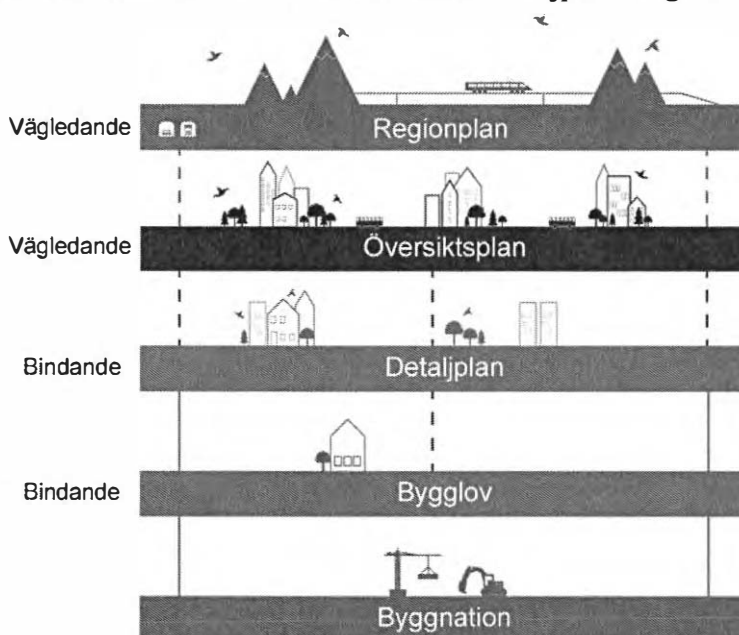 Vägledande Regionplan
Vägledande Översiktsplan
Bindande Detaljplan
Bindande Bygglov
Byggnation